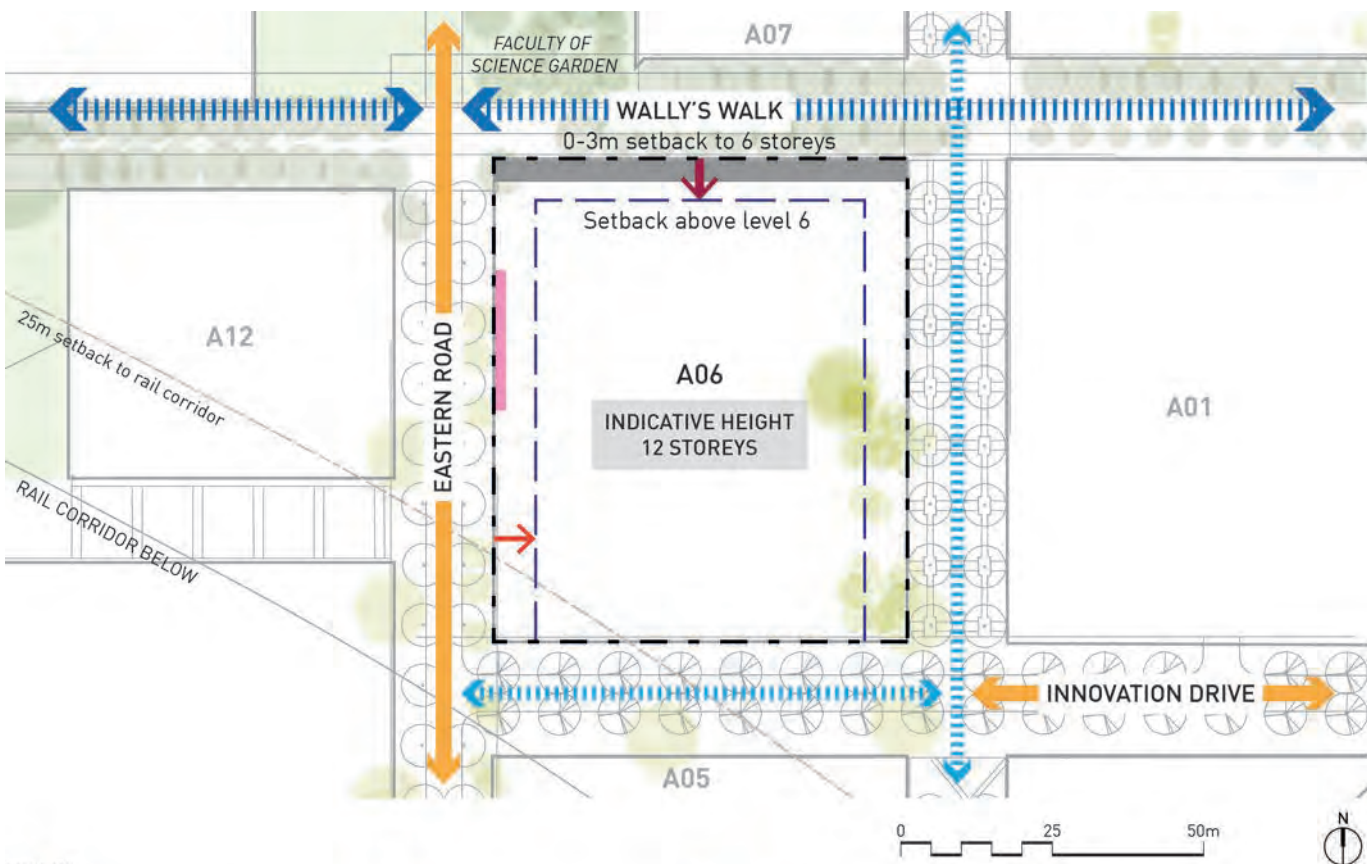 FACULTY OF
SCIENCE GARDEN
A07
WALLY'S WALK
0-3m setback to 6 storeys
Setback above level 6
A12
25m setback to rail corridor
EASTERN ROAD
A06
INDICATIVE HEIGHT
12 STOREYS
A01
RAIL CORRIDOR BELOW
INNOVATION DRIVE
A05
0
25
50m
N